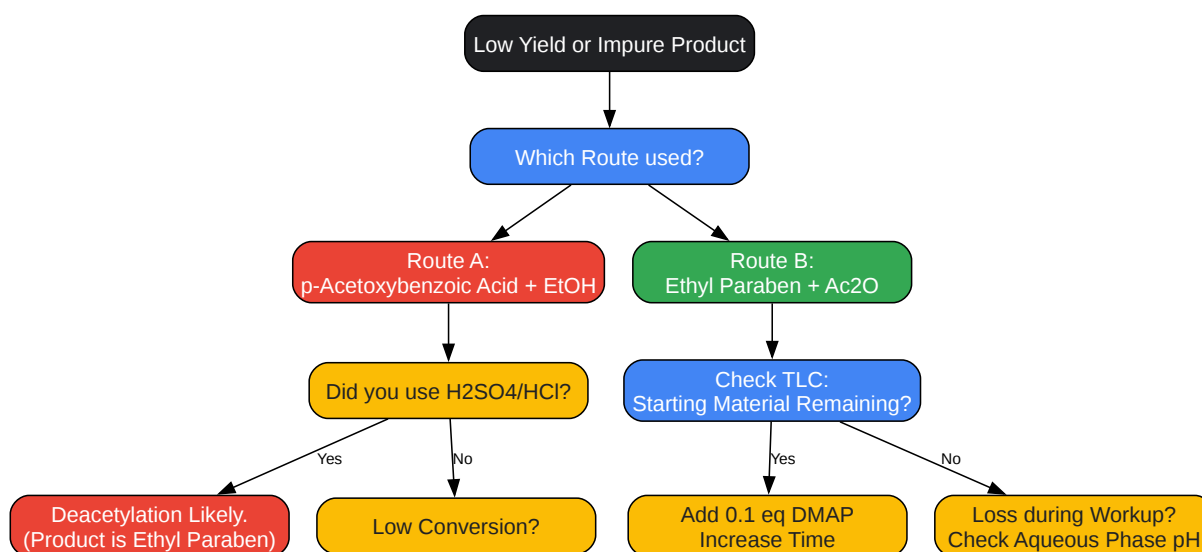 Low Yield or Impure Product
Which Route used?
Route A:
p-Acetoxybenzoic Acid + EtOH
Route B:
Ethyl Paraben + Ac2O
Did you use H2SO4/HCl?
Check TLC:
Starting Material Remaining?
Yes
No
Yes
No
Deacetylation Likely.
(Product is Ethyl Paraben)
Low Conversion?
Add 0.1 eq DMAP
Increase Time
Loss during Workup?
Check Aqueous Phase pH